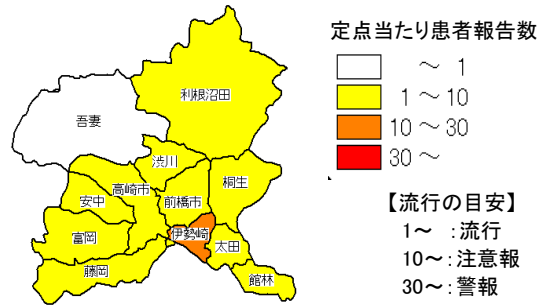 定点当たり患者報告数
～ 1
1～10
10～30
30～
【流行の目安】
1～ ：流行
10～：注意報
30～：警報
利根沼田
吾妻
渋川
高崎市
前橋市
桐生
安中
伊勢崎
富岡
太田
藤岡
館林